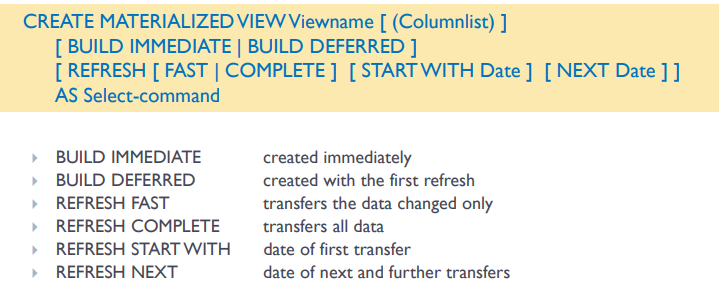 CREATE MATERIALIZED VIEW Viewname [ (Columnlist) ]
[ BUILD IMMEDIATE | BUILD DEFERRED ]
[ REFRESH [ FAST | COMPLETE ] [ START WITH Date ] [ NEXT Date ] ]
AS Select-command
BUILD IMMEDIATE created immediately
BUILD DEFERRED created with the first refresh
REFRESH FAST transfers the data changed only
REFRESH COMPLETE transfers all data
REFRESH START WITH date of first transfer
REFRESH NEXT date of next and further transfers